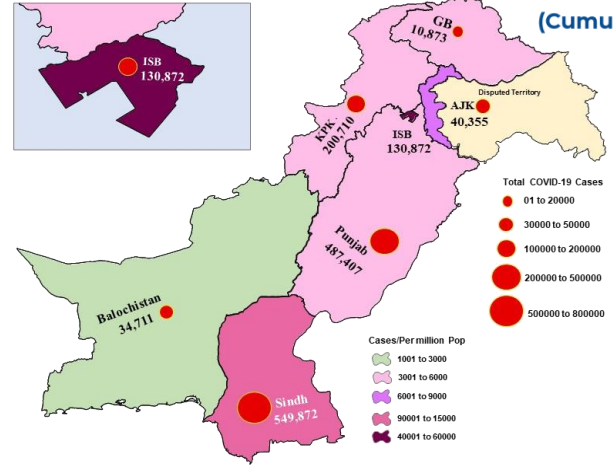 (Cumu
ISB
130,872
GB
10,873
Disputed Territory
AJK
40,355
KPK
200,710
ISB
130,872
Punjab
487,407
Balochistan
34,711
Sindh
549,872
Total COVID-19 Cases
01 to 20000
30000 to 50000
100000 to 200000
200000 to 500000
500000 to 800000
Cases/Per million Pop
1001 to 3000
3001 to 6000
6001 to 9000
90001 to 15000
40001 to 60000